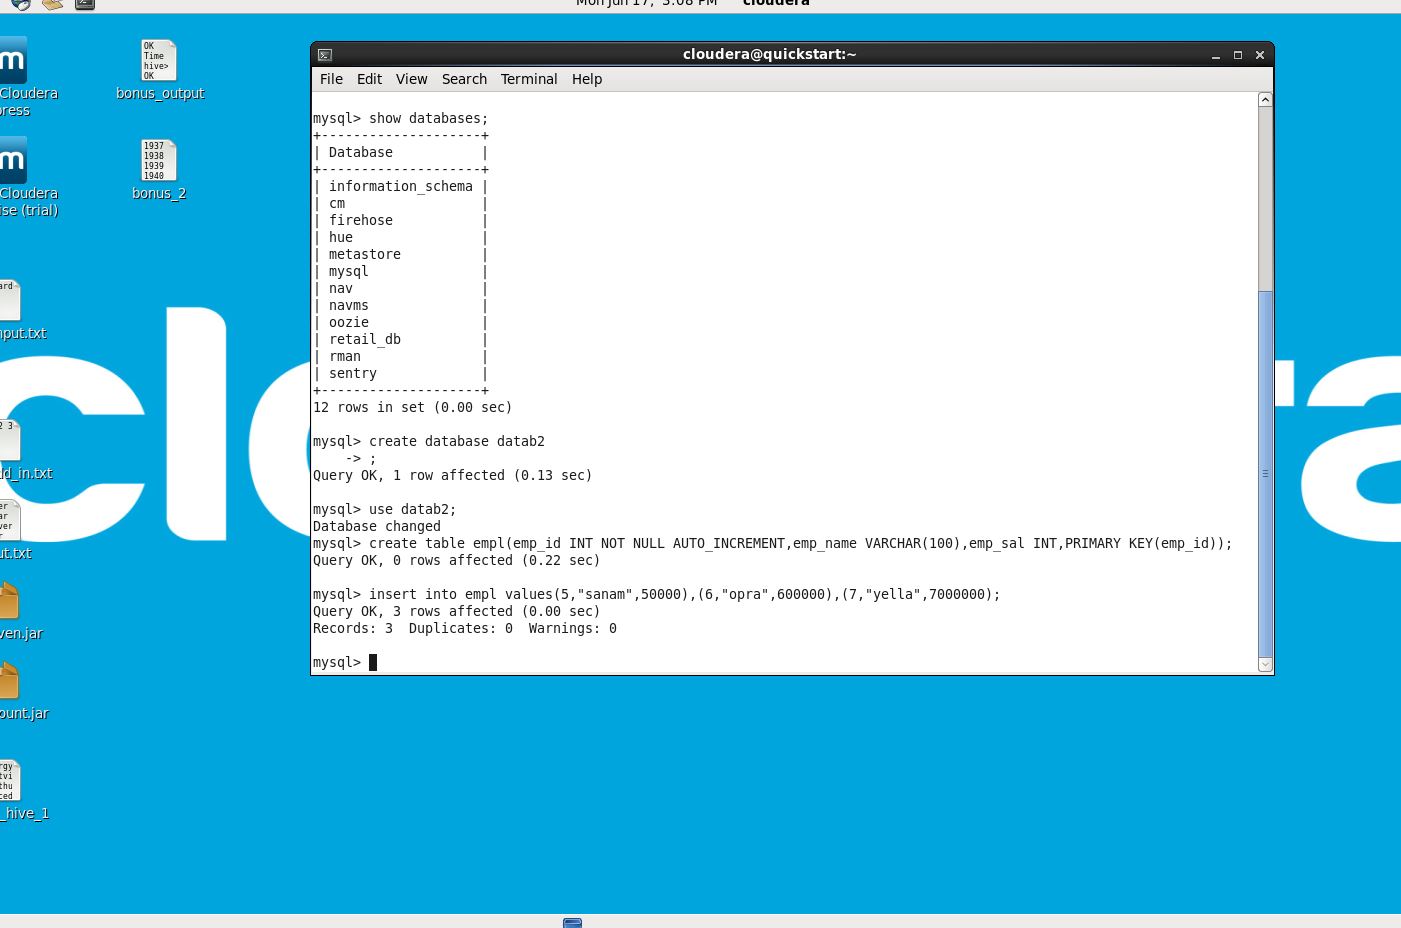 Mon Jun 17, 3:08 PM cloudera
Cloudera
press
bonus_output
OK
Time
hive>
OK
Cloudera
ise (trial)
bonus_2
1937
1938
1939
1940
ard
nput.txt
2 3
dd_in.txt
er
ar
ver
r
ut.txt
ven.jar
ount.jar
rgy
tvi
thu
ced
_hive_1
cloudera@quickstart:~
File Edit View Search Terminal Help
mysql> show databases;
+--------------------+
| Database           |
+--------------------+
| information_schema |
| cm                 |
| firehose           |
| hue                |
| metastore          |
| mysql              |
| nav                |
| navms              |
| oozie              |
| retail_db          |
| rman               |
| sentry             |
+--------------------+
12 rows in set (0.00 sec)
mysql> create database datab2
    -> ;
Query OK, 1 row affected (0.13 sec)
mysql> use datab2;
Database changed
mysql> create table empl(emp_id INT NOT NULL AUTO_INCREMENT,emp_name VARCHAR(100),emp_sal INT,PRIMARY KEY(emp_id));
Query OK, 0 rows affected (0.22 sec)
mysql> insert into empl values(5,"sanam",50000),(6,"opra",600000),(7,"yella",7000000);
Query OK, 3 rows affected (0.00 sec)
Records: 3  Duplicates: 0  Warnings: 0
mysql>